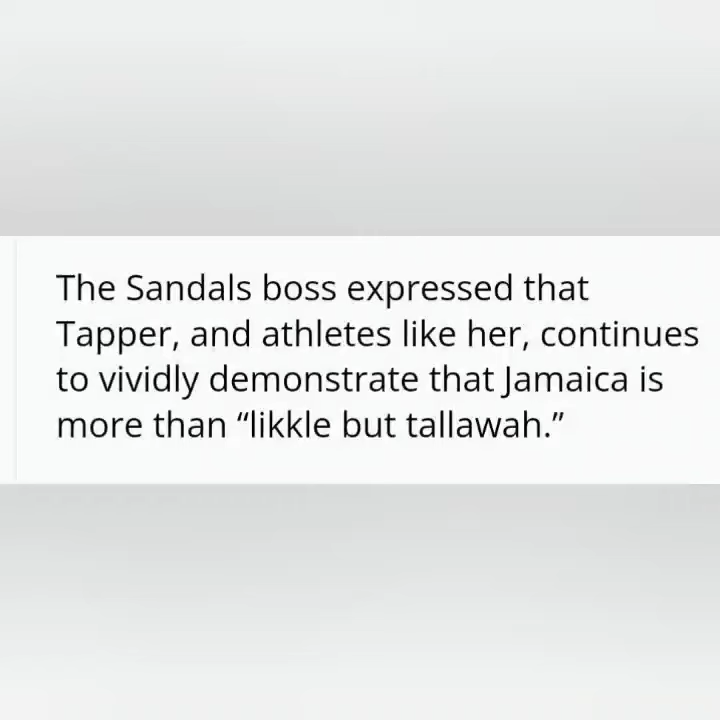 The Sandals boss expressed that
Tapper, and athletes like her, continues
to vividly demonstrate that Jamaica is
more than “likkle but tallawah.”